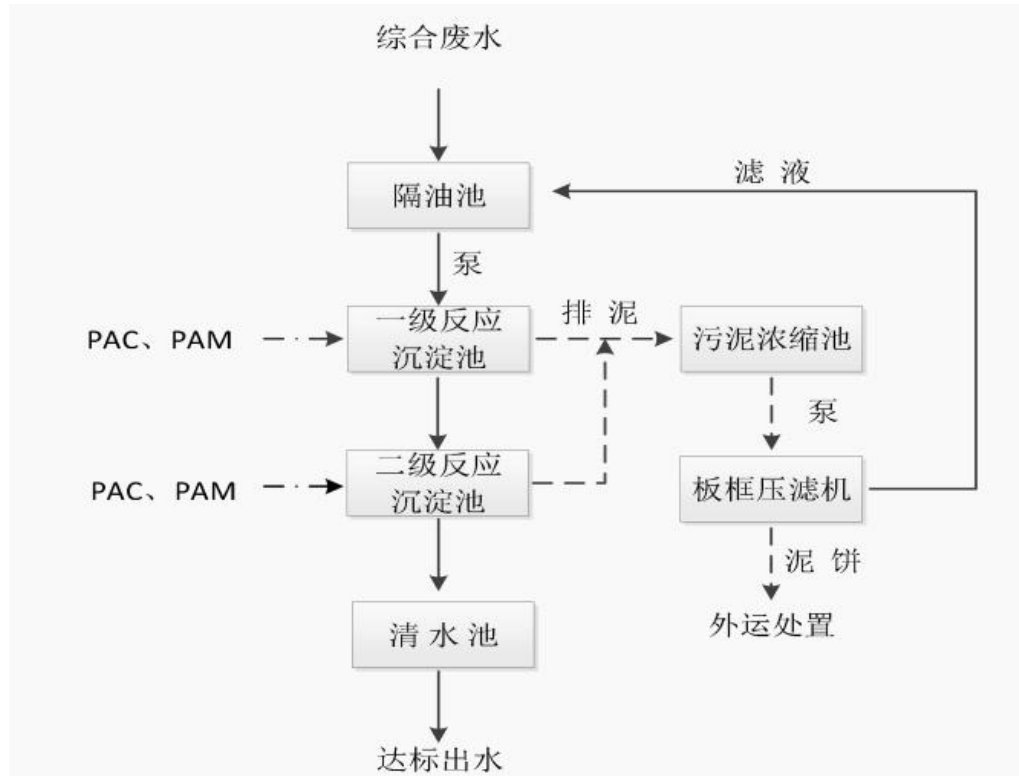 综合废水
隔油池
滤 液
泵
PAC、PAM
一级反应
沉淀池
排 泥
污泥浓缩池
泵
PAC、PAM
二级反应
沉淀池
板框压滤机
泥 饼
清 水 池
外运处置
达标出水